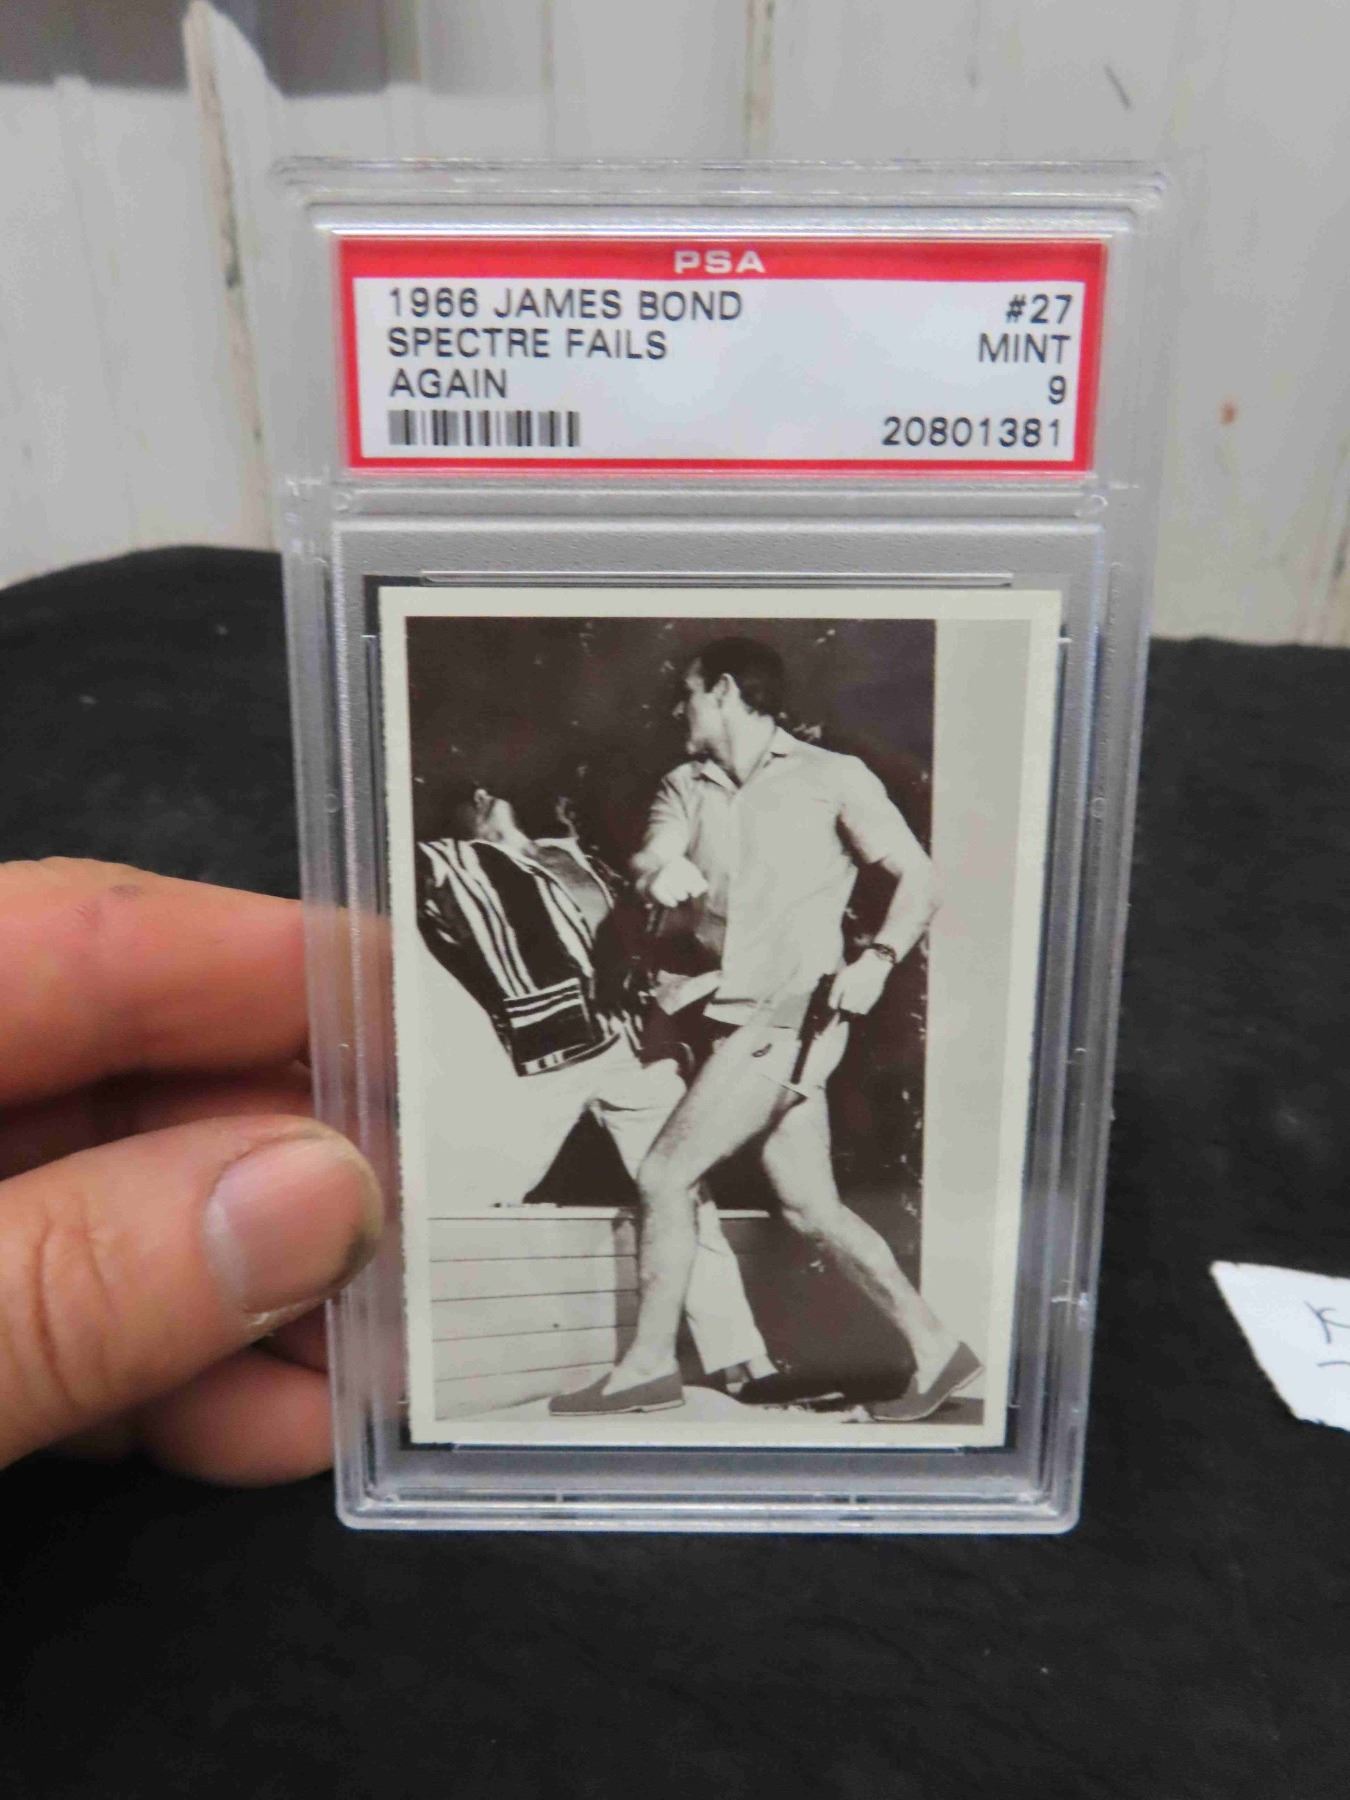 PSA
1966 JAMES BOND #27
SPECTRE FAILS MINT
AGAIN 9
20801381
K